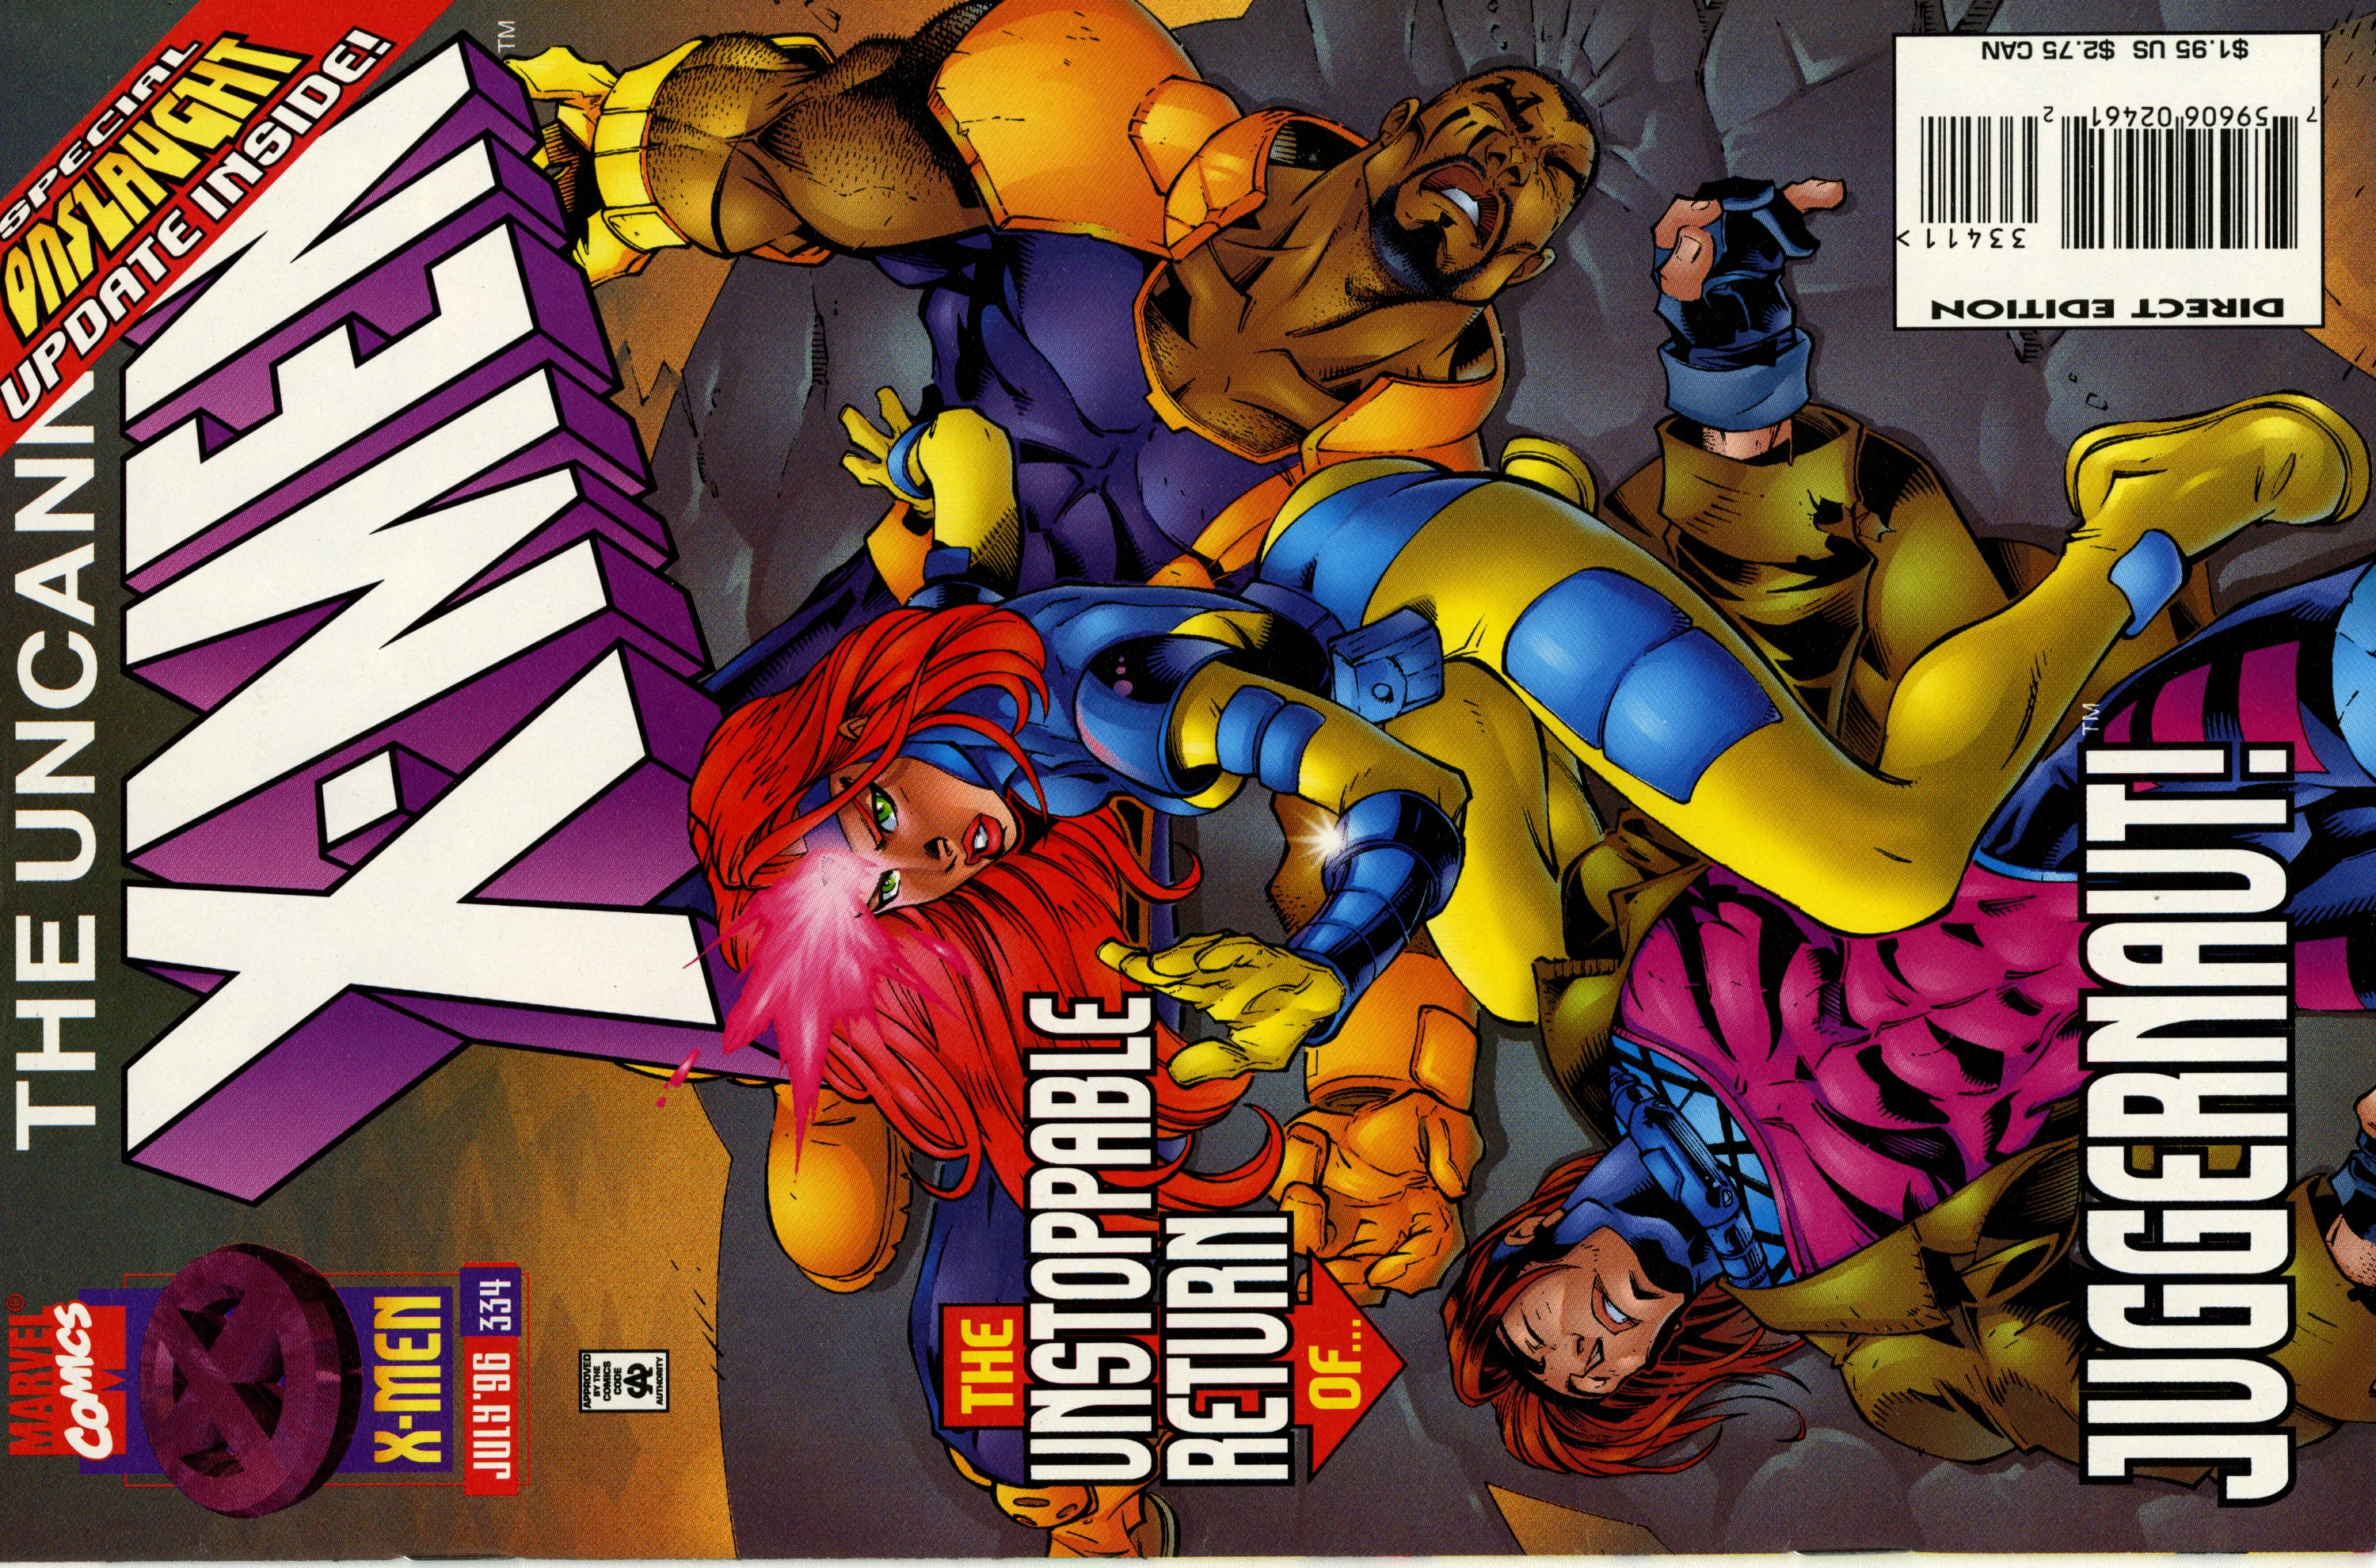 MARVEL®
COMICS
THE UNCANN
X-MEN
TM
SPECIAL
ONSLAUGHT
UPDATE INSIDE!
X-MEN
JULY '96 334
APPROVED
BY THE
COMICS
CODE
CA
AUTHORITY
THE
UNSTOPPABLE
RETURN
OF...
JUGGERNAUT!
TM
DIRECT EDITION
33411>
7 59606 02461 2
$1.95 US $2.75 CAN